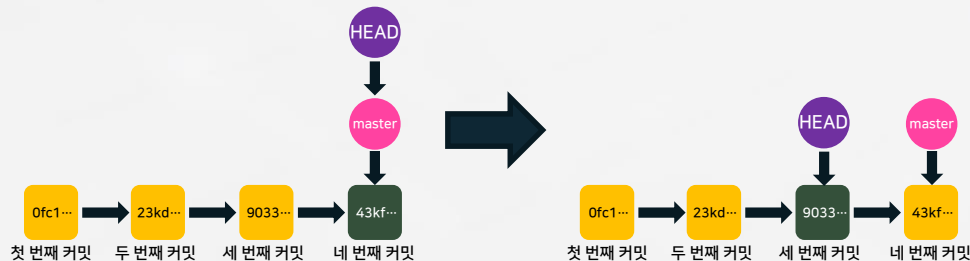 HEAD
master
0fc1… 23kd… 9033… 43kf…
첫 번째 커밋 두 번째 커밋 세 번째 커밋 네 번째 커밋
HEAD master
0fc1… 23kd… 9033… 43kf…
첫 번째 커밋 두 번째 커밋 세 번째 커밋 네 번째 커밋